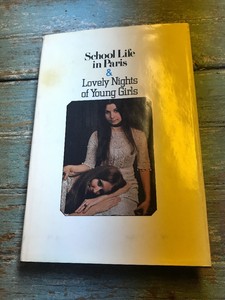 School Life
in Paris
&
Lovely Nights
of Young Girls